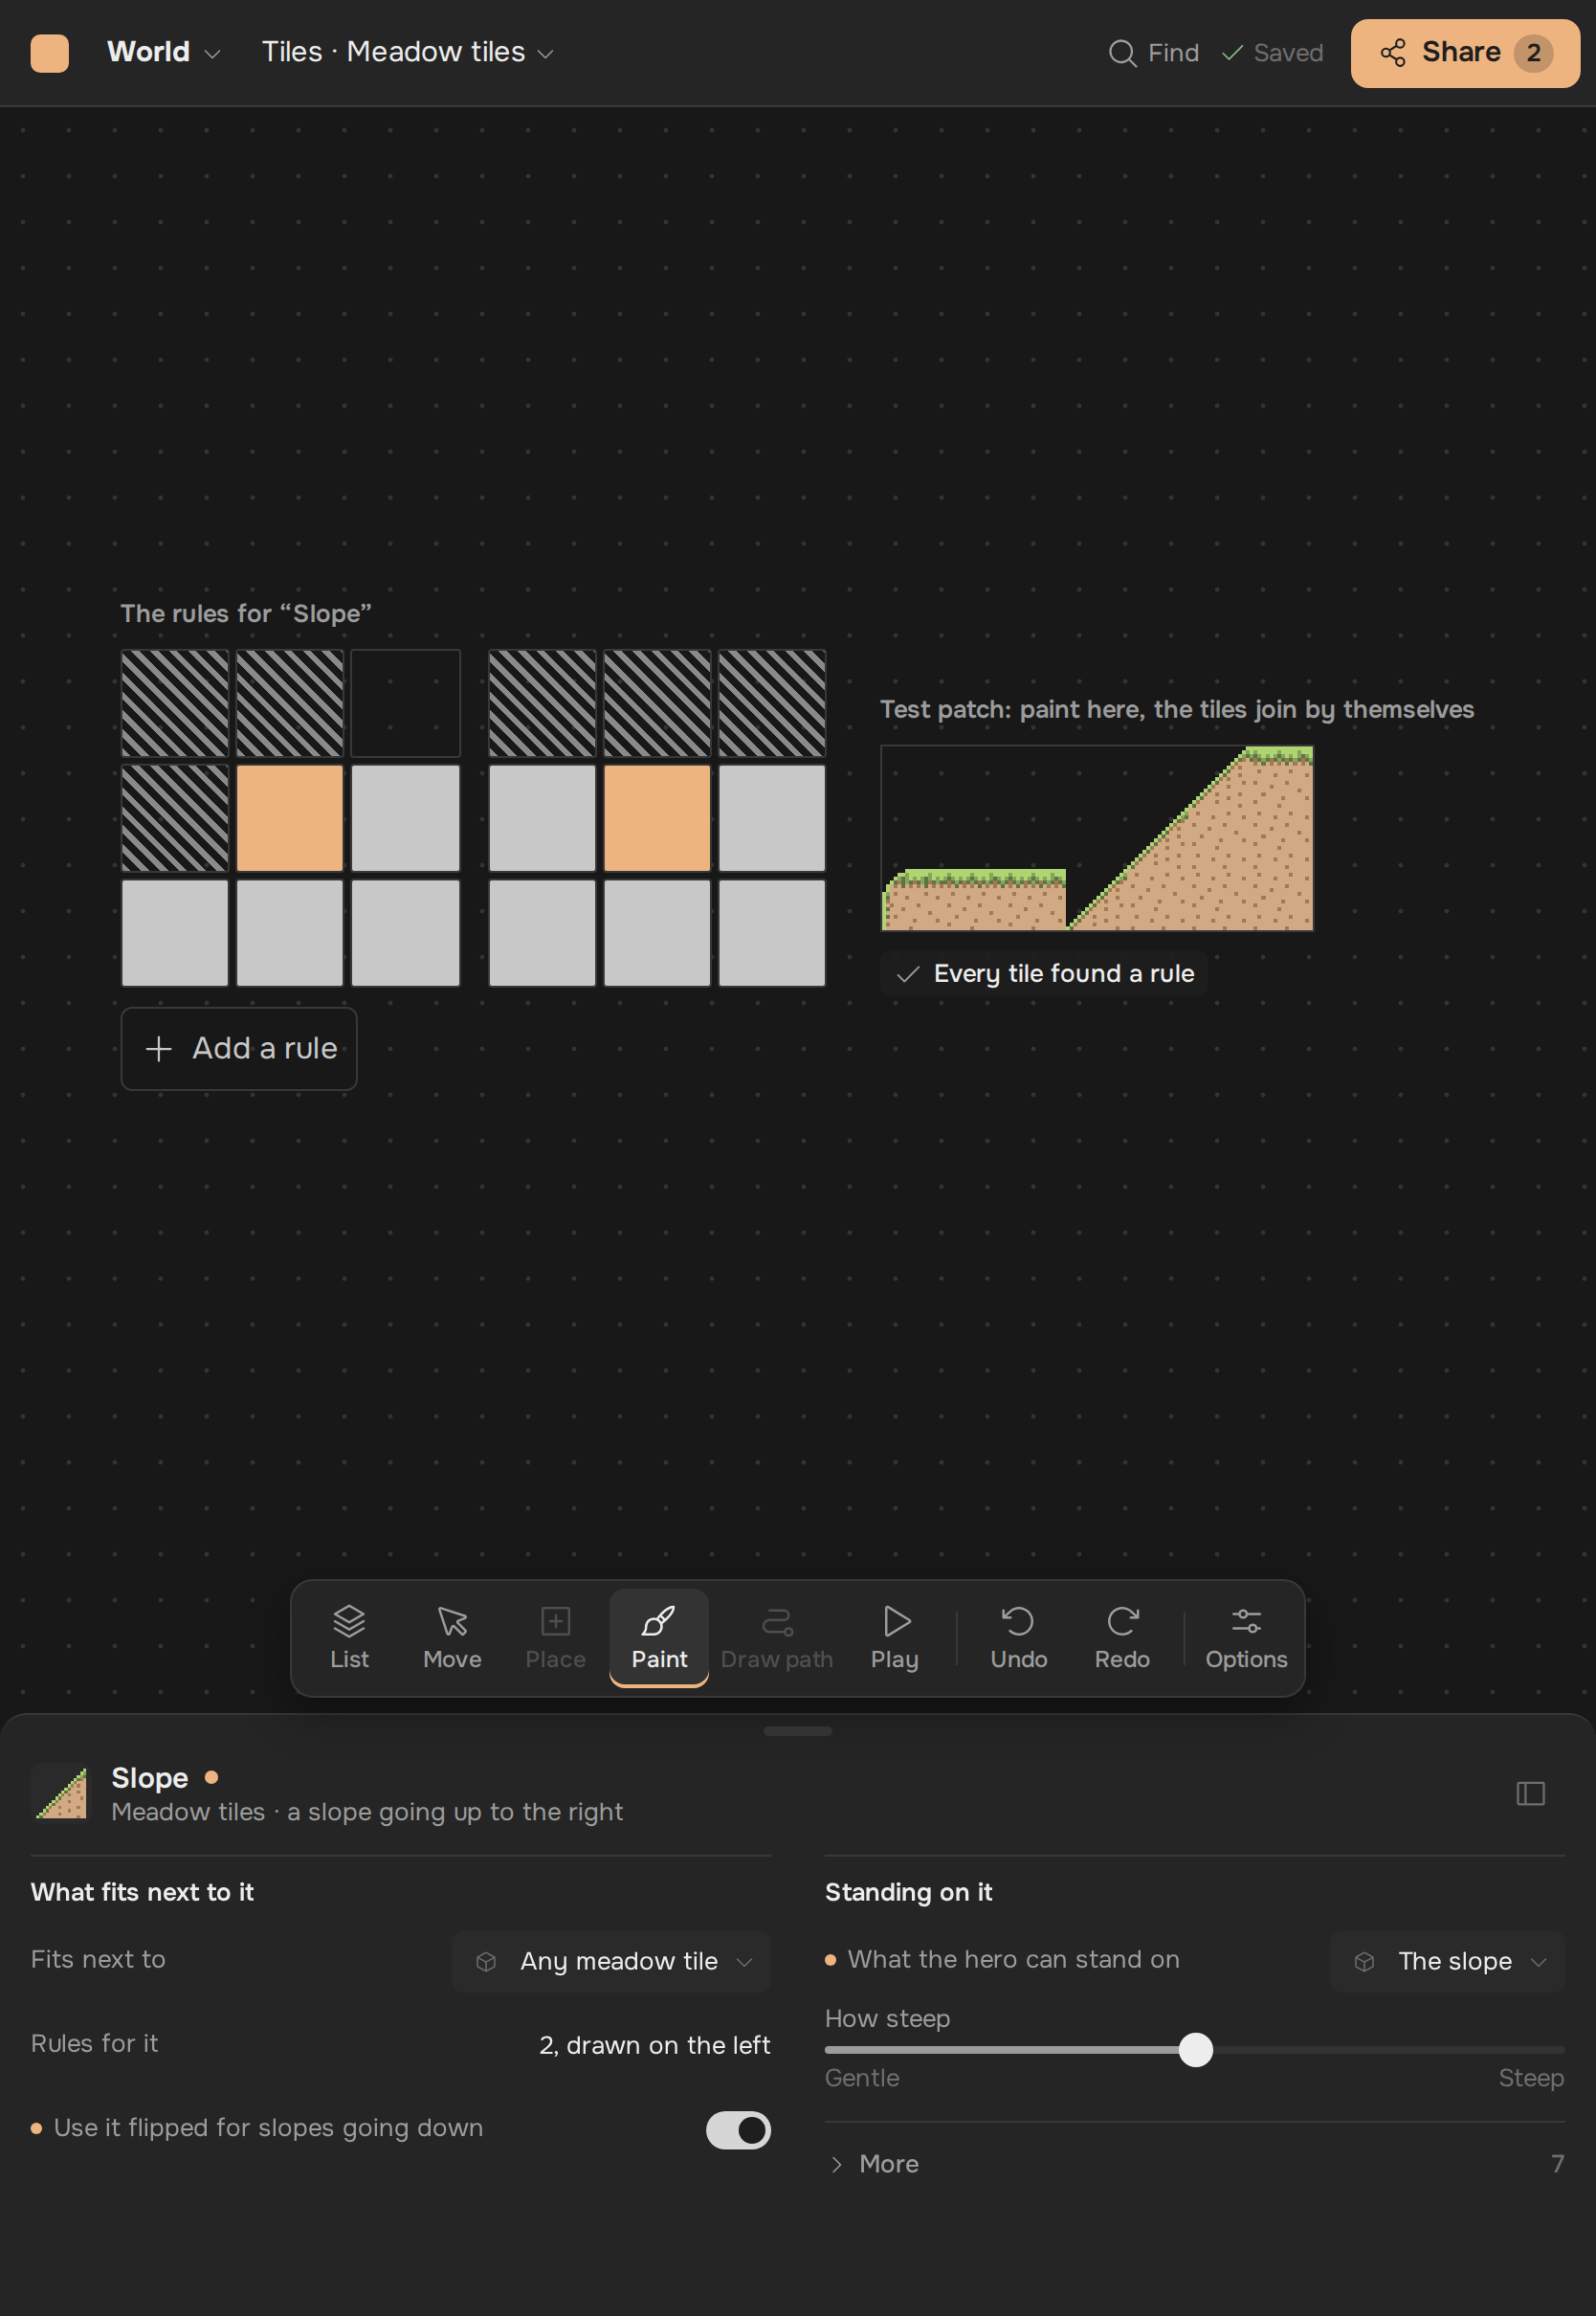 World
Tiles · Meadow tiles
Find
Saved
Share 2
The rules for “Slope”
Test patch: paint here, the tiles join by themselves
Every tile found a rule
Add a rule
List
Move
Place
Paint
Draw path
Play
Undo
Redo
Options
Slope
Meadow tiles · a slope going up to the right
What fits next to it
Fits next to
Any meadow tile
Rules for it
2, drawn on the left
Use it flipped for slopes going down
Standing on it
What the hero can stand on
The slope
How steep
Gentle
Steep
More
7